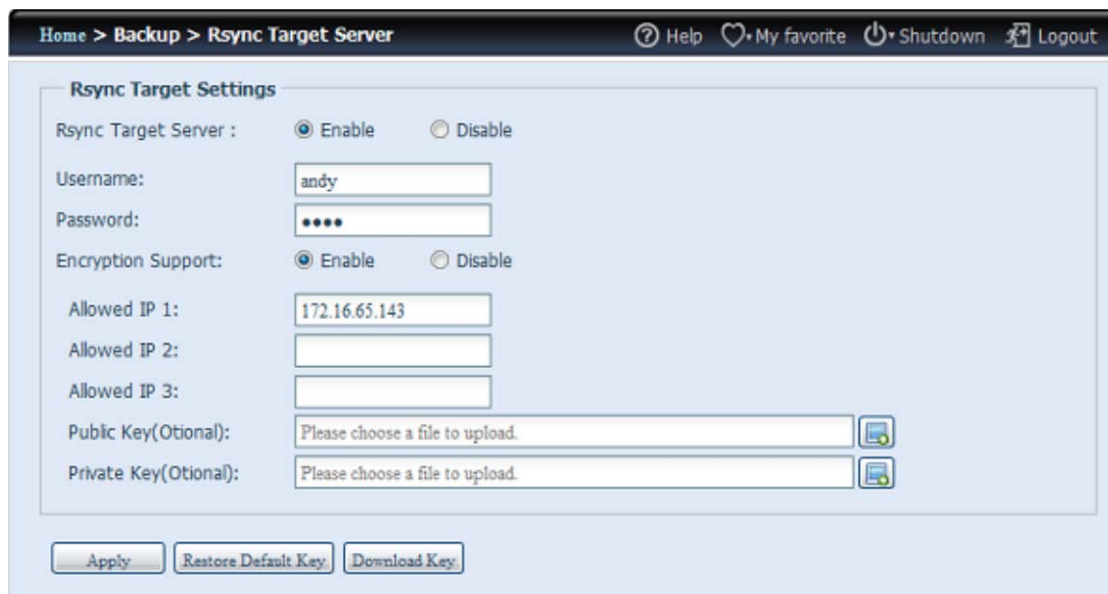 Home > Backup > Rsync Target Server Help My favorite Shutdown Logout
Rsync Target Settings
Rsync Target Server : Enable Disable
Username: andy
Password: ●●●●
Encryption Support: Enable Disable
Allowed IP 1: 172.16.65.143
Allowed IP 2:
Allowed IP 3:
Public Key(Otional): Please choose a file to upload.
Private Key(Otional): Please choose a file to upload.
Apply Restore Default Key Download Key